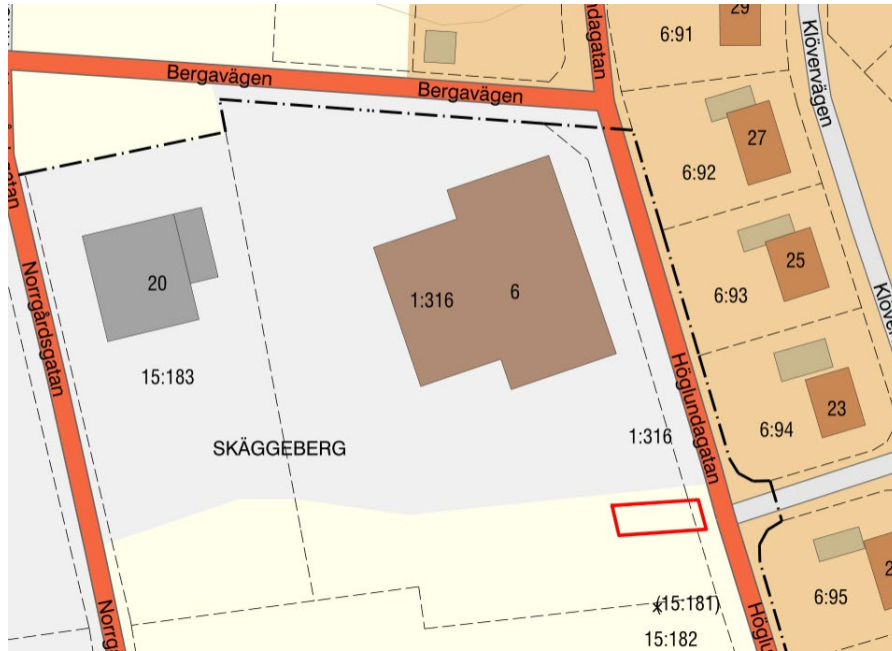 29
6:91
Klövervägen
ndagatan
Bergavägen
Bergavägen
27
6:92
25
6:93
20
1:316
6
Norrgårdsgatan
15:183
Höglundagatan
23
6:94
1:316
SKÄGGEBERG
6:95
(15:181)
15:182